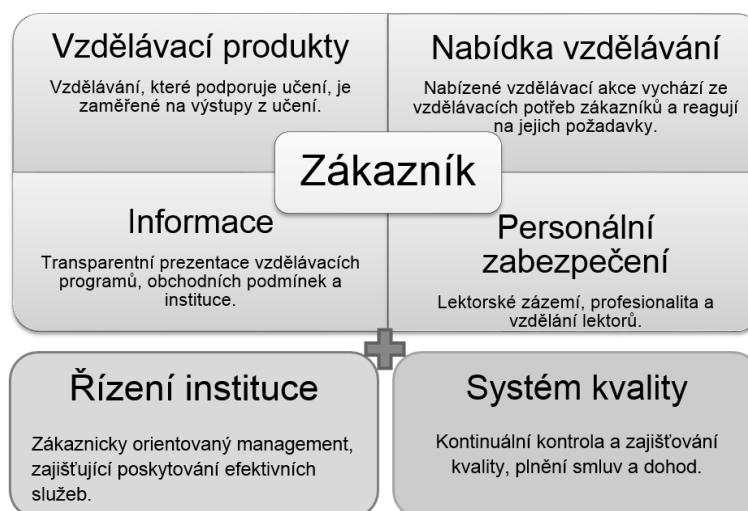 Vzdělávací produkty
Vzdělávání, které podporuje učení, je
zaměřené na výstupy z učení.
Nabídka vzdělávání
Nabízené vzdělávací akce vychází ze
vzdělávacích potřeb zákazníků a reagují
na jejich požadavky.
Zákazník
Informace
Transparentní prezentace vzdělávacích
programů, obchodních podmínek a
instituce.
Personální
zabezpečení
Lektorské zázemí, profesionalita a
vzdělání lektorů.
Řízení instituce
Zákaznicky orientovaný management,
zajišťující poskytování efektivních
služeb.
Systém kvality
Kontinuální kontrola a zajišťování
kvality, plnění smluv a dohod.